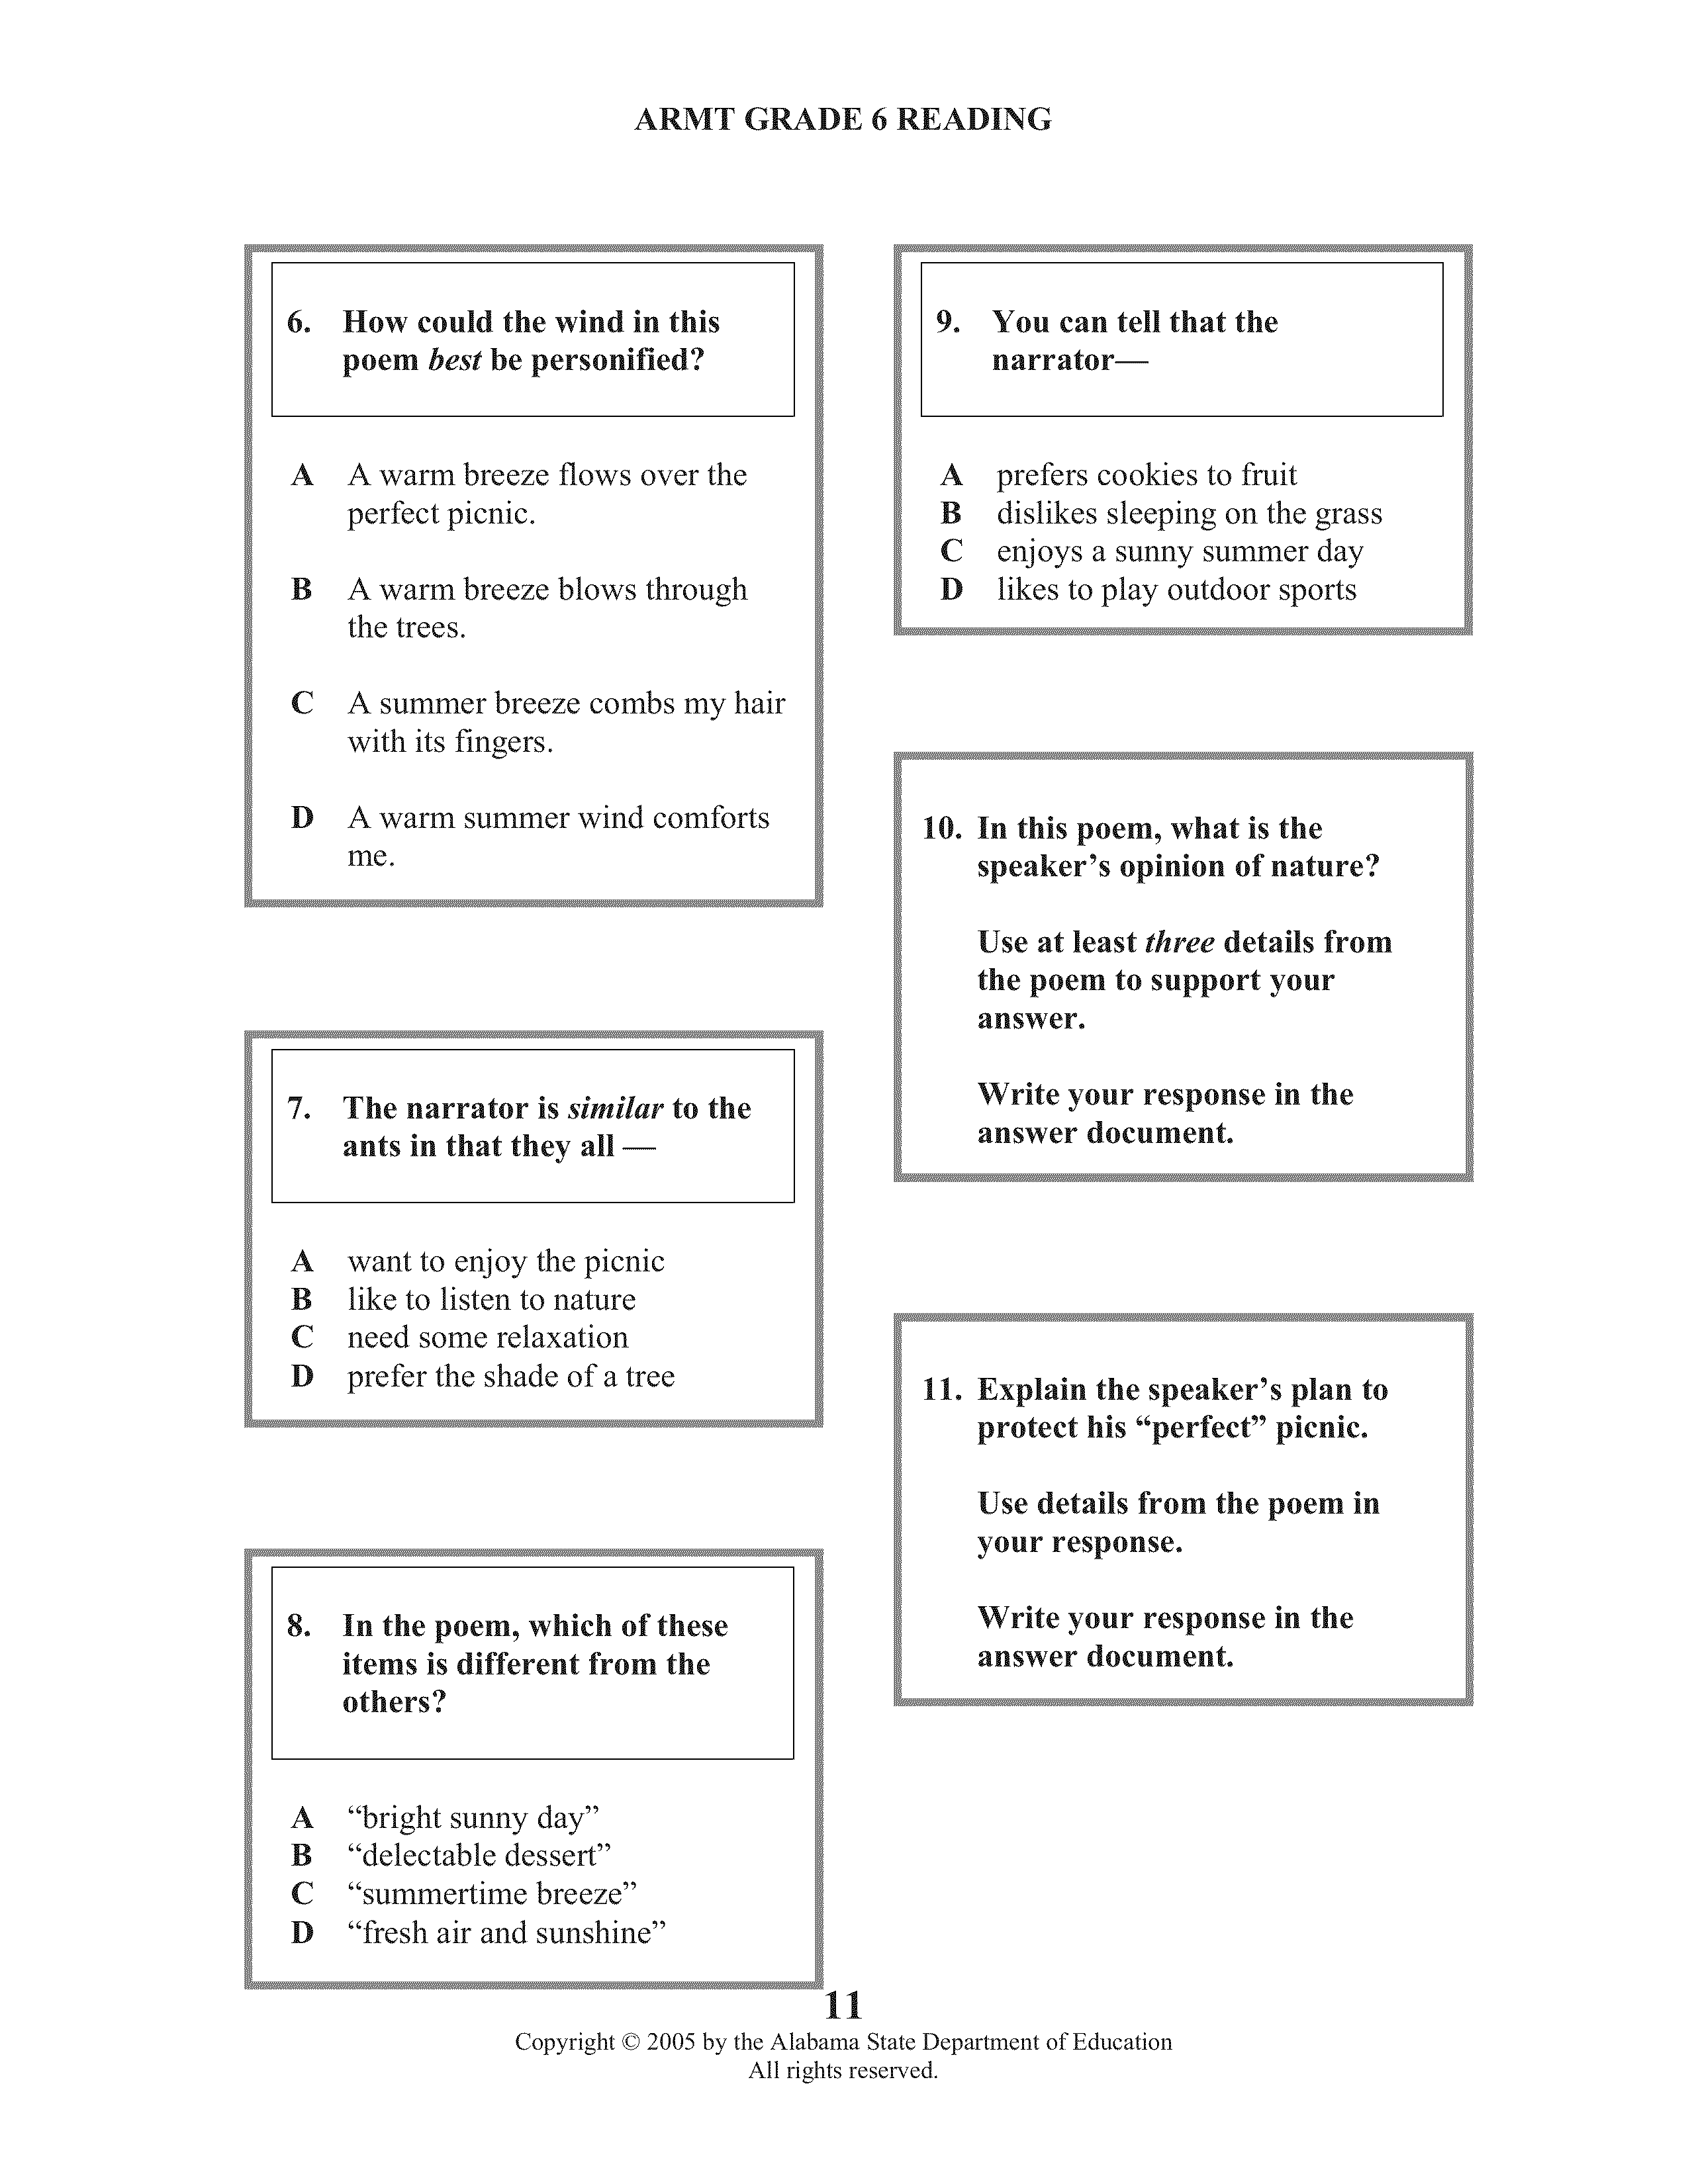 ARMT GRADE 6 READING
6. How could the wind in this
poem best be personified?
A A warm breeze flows over the
perfect picnic.
B A warm breeze blows through
the trees.
C A summer breeze combs my hair
with its fingers.
D A warm summer wind comforts
me.
7. The narrator is similar to the
ants in that they all —
A want to enjoy the picnic
B like to listen to nature
C need some relaxation
D prefer the shade of a tree
8. In the poem, which of these
items is different from the
others?
A “bright sunny day”
B “delectable dessert”
C “summertime breeze”
D “fresh air and sunshine”
9. You can tell that the
narrator—
A prefers cookies to fruit
B dislikes sleeping on the grass
C enjoys a sunny summer day
D likes to play outdoor sports
10. In this poem, what is the
speaker’s opinion of nature?
Use at least three details from
the poem to support your
answer.
Write your response in the
answer document.
11. Explain the speaker’s plan to
protect his “perfect” picnic.
Use details from the poem in
your response.
Write your response in the
answer document.
11
Copyright © 2005 by the Alabama State Department of Education
All rights reserved.